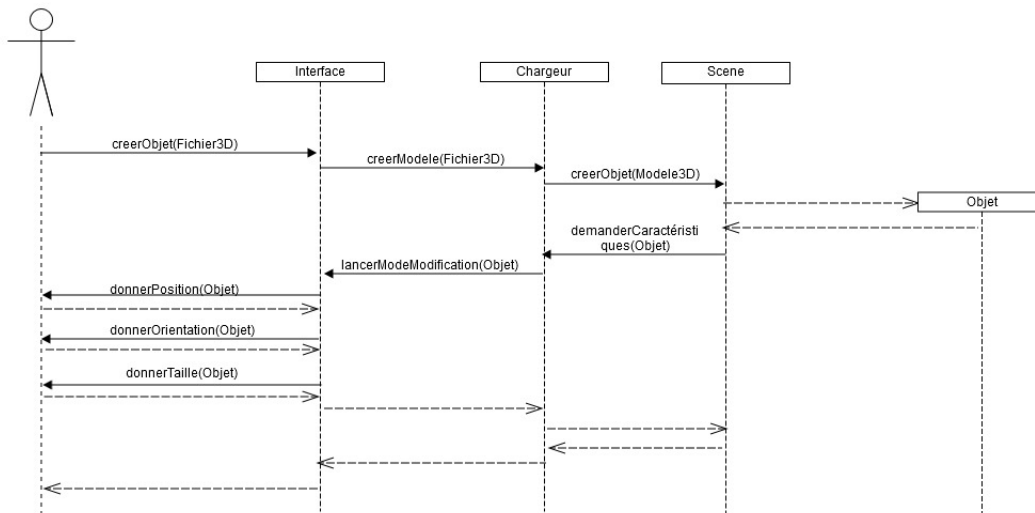 Interface
Chargeur
Scene
creerObjet(Fichier3D)
creerModele(Fichier3D)
creerObjet(Modele3D)
Objet
demanderCaractéristi
ques(Objet)
lancerModeModification(Objet)
donnerPosition(Objet)
donnerOrientation(Objet)
donnerTaille(Objet)